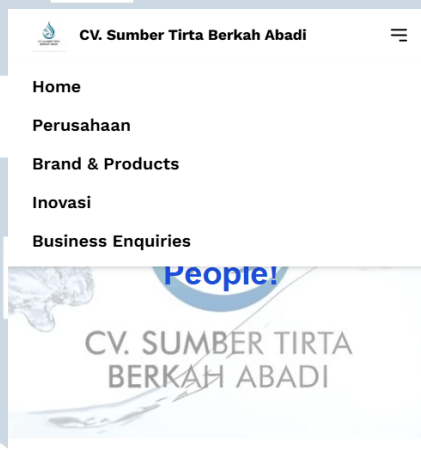 CV. Sumber Tirta Berkah Abadi
Home
Perusahaan
Brand & Products
Inovasi
Business Enquiries
People!
CV. SUMBER TIRTA
BERKAH ABADI